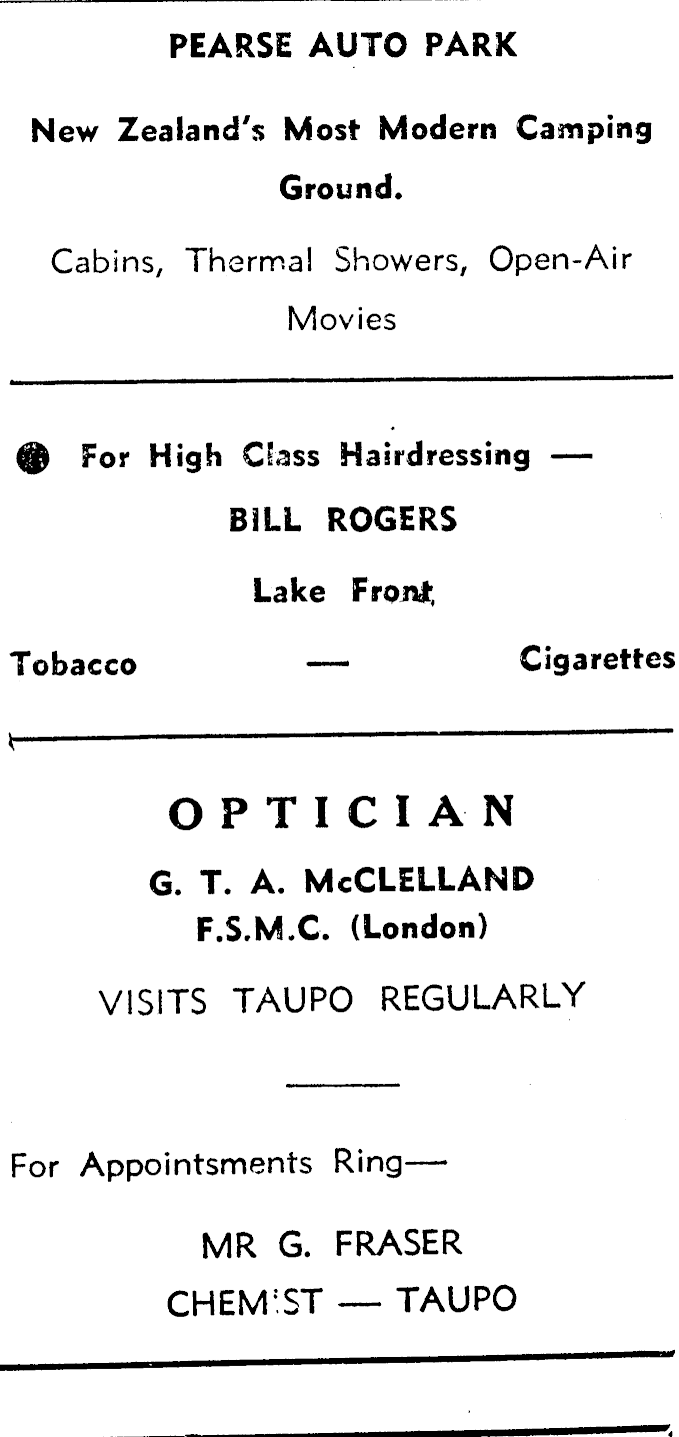 PEARSE AUTO PARK
New Zealand's Most Modern Camping
Ground.
Cabins, Thermal Showers, Open-Air
Movies
For High Class Hairdressing —
BILL ROGERS
Lake Front,
Tobacco — Cigarettes
OPTICIAN
G. T. A. McCLELLAND
F.S.M.C. (London)
VISITS TAUPO REGULARLY
For Appointsments Ring—
MR G. FRASER
CHEMIST — TAUPO